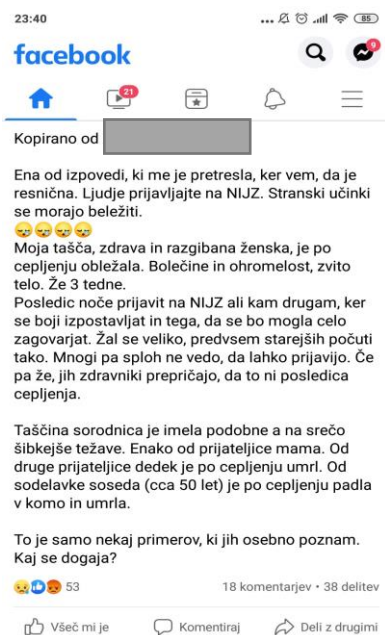 23:40
85
facebook
9
21
Kopirano od
Ena od izpovedi, ki me je pretresla, ker vem, da je
resnična. Ljudje prijavljajte na NIJZ. Stranski učinki
se morajo beležiti.
😪😪😪😪
Moja tašča, zdrava in razgibana ženska, je po
cepljenju obležala. Bolečine in ohromelost, zvito
telo. Že 3 tedne.
Posledic noče prijavit na NIJZ ali kam drugam, ker
se boji izpostavljat in tega, da se bo mogla celo
zagovarjat. Žal se veliko, predvsem starejših počuti
tako. Mnogi pa sploh ne vedo, da lahko prijavijo. Če
pa že, jih zdravniki prepričajo, da to ni posledica
cepljenja.
Taščina sorodnica je imela podobne a na srečo
šibkejše težave. Enako od prijateljice mama. Od
druge prijateljice dedek je po cepljenju umrl. Od
sodelavke soseda (cca 50 let) je po cepljenju padla
v komo in umrla.
To je samo nekaj primerov, ki jih osebno poznam.
Kaj se dogaja?
53 18 komentarjev • 38 delitev
Všeč mi je Komentiraj Deli z drugimi